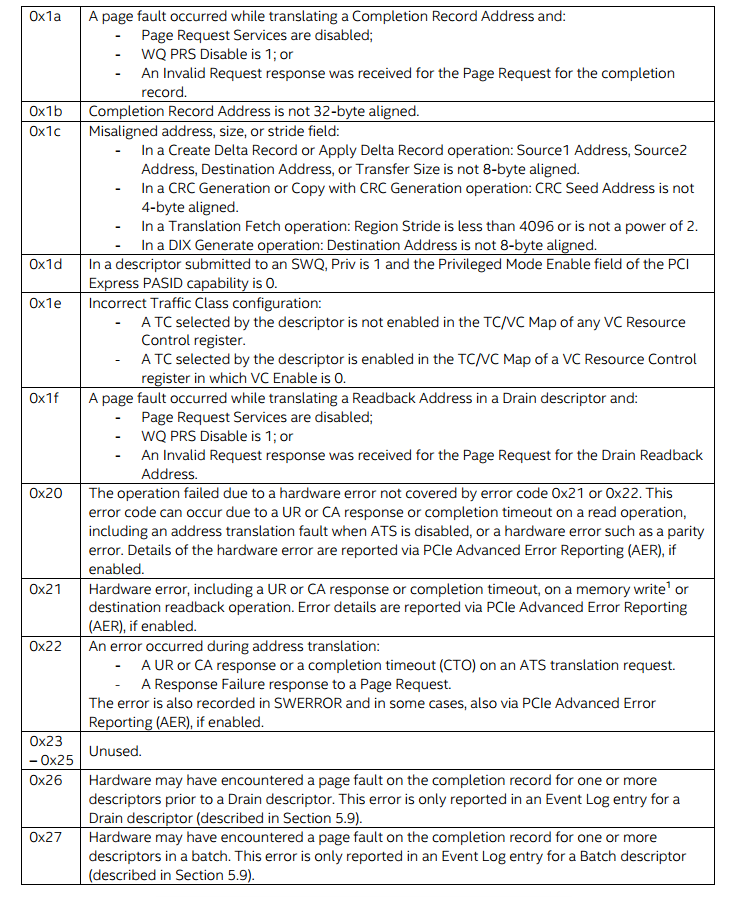 0x1a A page fault occurred while translating a Completion Record Address and:
- Page Request Services are disabled;
- WQ PRS Disable is 1; or
- An Invalid Request response was received for the Page Request for the completion
record.
0x1b Completion Record Address is not 32-byte aligned.
0x1c Misaligned address, size, or stride field:
- In a Create Delta Record or Apply Delta Record operation: Source1 Address, Source2
Address, Destination Address, or Transfer Size is not 8-byte aligned.
- In a CRC Generation or Copy with CRC Generation operation: CRC Seed Address is not
4-byte aligned.
- In a Translation Fetch operation: Region Stride is less than 4096 or is not a power of 2.
- In a DIX Generate operation: Destination Address is not 8-byte aligned.
0x1d In a descriptor submitted to an SWQ, Priv is 1 and the Privileged Mode Enable field of the PCI
Express PASID capability is 0.
0x1e Incorrect Traffic Class configuration:
- A TC selected by the descriptor is not enabled in the TC/VC Map of any VC Resource
Control register.
- A TC selected by the descriptor is enabled in the TC/VC Map of a VC Resource Control
register in which VC Enable is 0.
0x1f A page fault occurred while translating a Readback Address in a Drain descriptor and:
- Page Request Services are disabled;
- WQ PRS Disable is 1; or
- An Invalid Request response was received for the Page Request for the Drain Readback
Address.
0x20 The operation failed due to a hardware error not covered by error code 0x21 or 0x22. This
error code can occur due to a UR or CA response or completion timeout on a read operation,
including an address translation fault when ATS is disabled, or a hardware error such as a parity
error. Details of the hardware error are reported via PCIe Advanced Error Reporting (AER), if
enabled.
0x21 Hardware error, including a UR or CA response or completion timeout, on a memory write¹ or
destination readback operation. Error details are reported via PCIe Advanced Error Reporting
(AER), if enabled.
0x22 An error occurred during address translation:
- A UR or CA response or a completion timeout (CTO) on an ATS translation request.
- A Response Failure response to a Page Request.
The error is also recorded in SWERROR and in some cases, also via PCIe Advanced Error
Reporting (AER), if enabled.
0x23
– 0x25 Unused.
0x26 Hardware may have encountered a page fault on the completion record for one or more
descriptors prior to a Drain descriptor. This error is only reported in an Event Log entry for a
Drain descriptor (described in Section 5.9).
0x27 Hardware may have encountered a page fault on the completion record for one or more
descriptors in a batch. This error is only reported in an Event Log entry for a Batch descriptor
(described in Section 5.9).